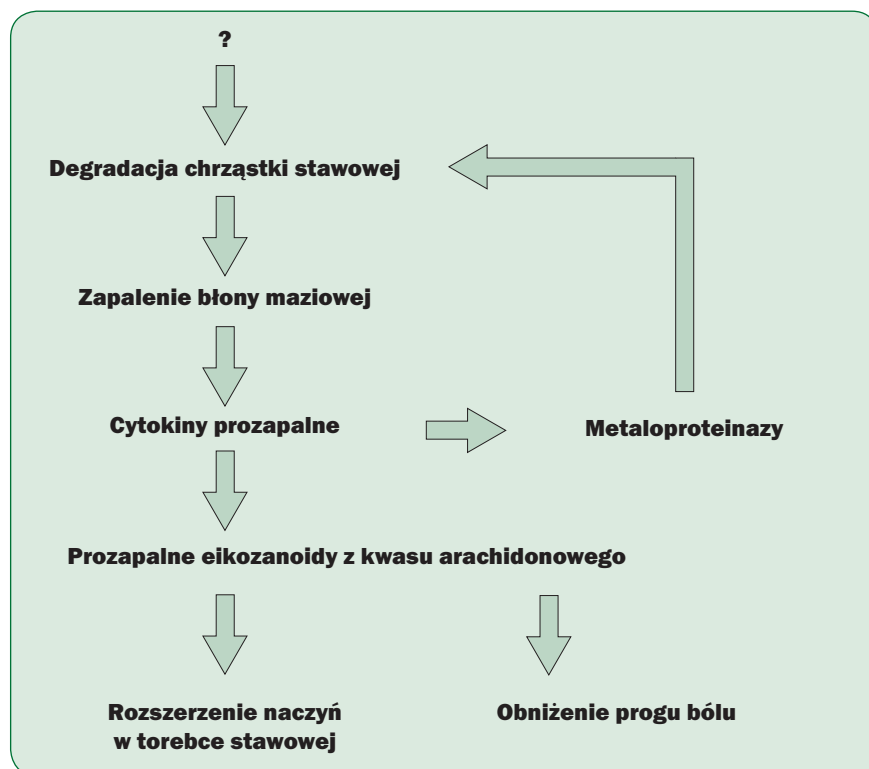 ?
Degradacja chrząstki stawowej
Zapalenie błony maziowej
Cytokiny prozapalne
Metaloproteinazy
Prozapalne eikozanoidy z kwasu arachidonowego
Rozszerzenie naczyń
w torebce stawowej
Obniżenie progu bólu